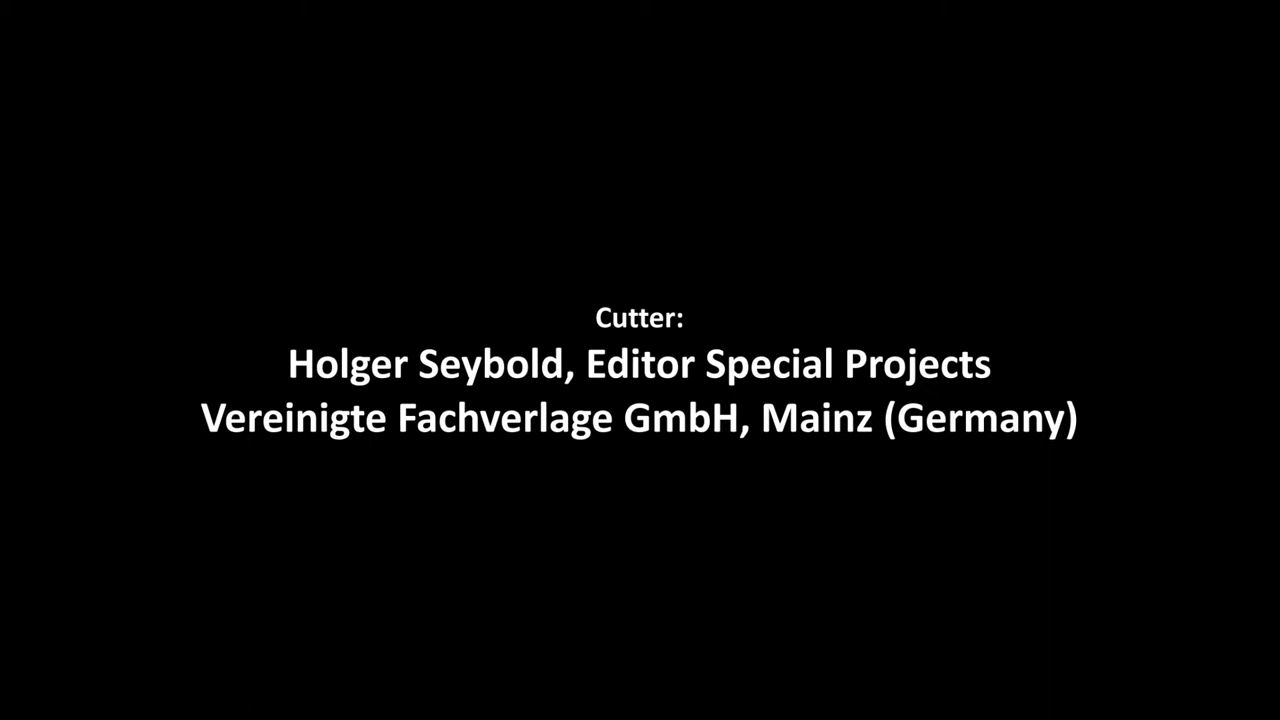 Cutter:
Holger Seybold, Editor Special Projects
Vereinigte Fachverlage GmbH, Mainz (Germany)